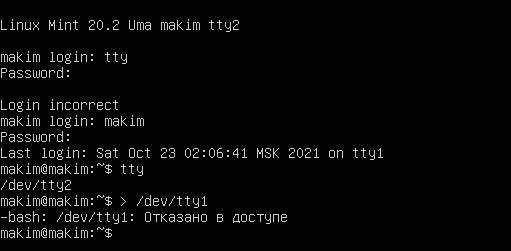 Linux Mint 20.2 Uma makim tty2
makim login: tty
Password:
Login incorrect
makim login: makim
Password:
Last login: Sat Oct 23 02:06:41 MSK 2021 on tty1
makim@makim:~$ tty
/dev/tty2
makim@makim:~$ > /dev/tty1
-bash: /dev/tty1: Отказано в доступе
makim@makim:~$